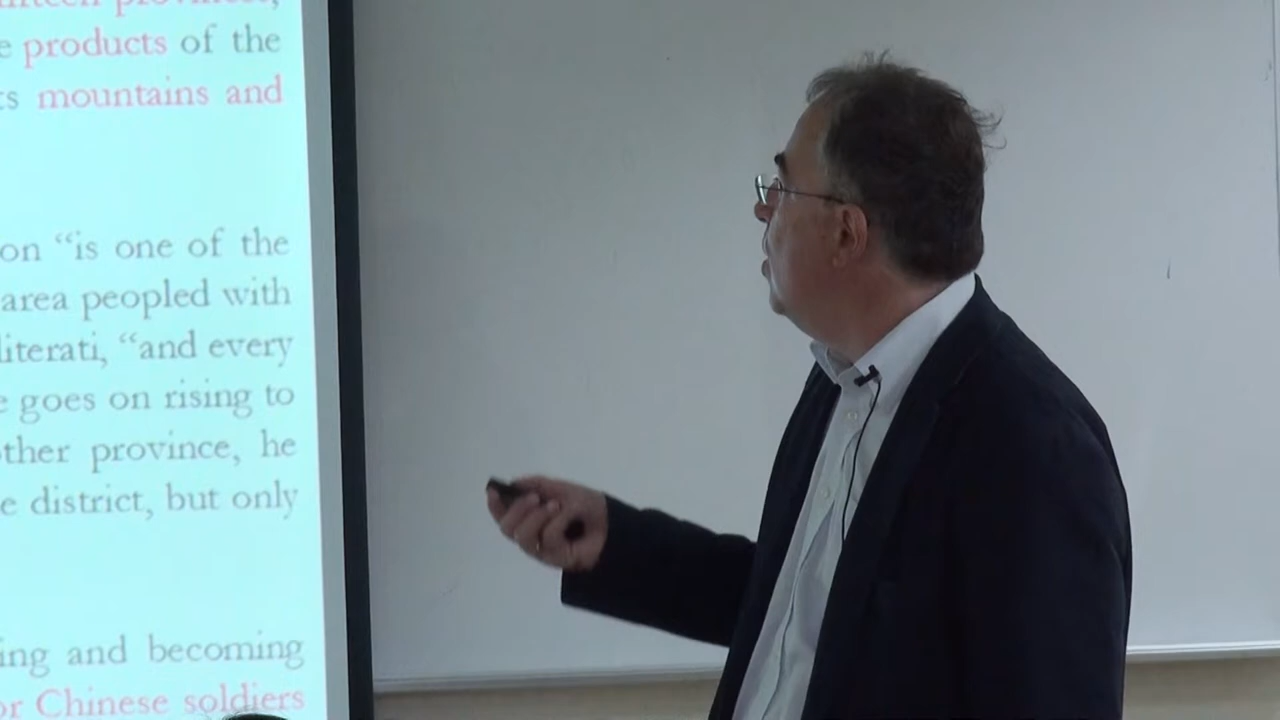 products of the
mountains and
on “is one of the
area peopled with
literati, “and every
goes on rising to
other province, he
district, but only
ing and becoming
or Chinese soldiers